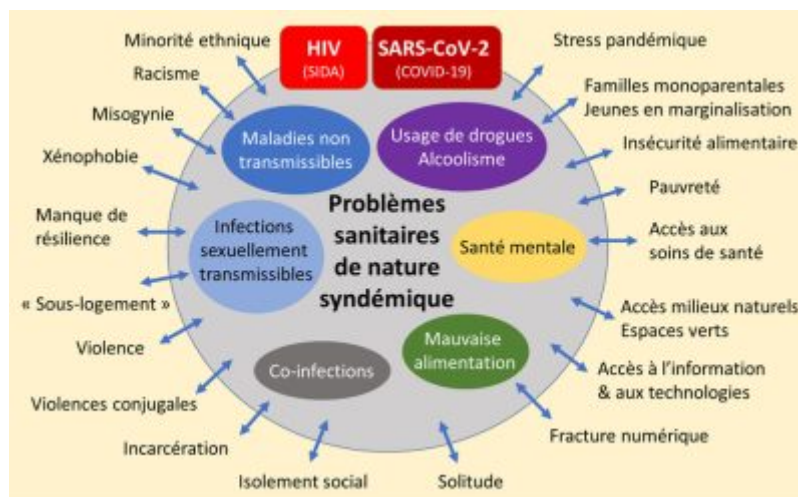 Minorité ethnique
HIV
(SIDA)
SARS-CoV-2
(COVID-19)
Stress pandémique
Racisme
Familles monoparentales
Jeunes en marginalisation
Misogynie
Maladies non
transmissibles
Usage de drogues
Alcoolisme
Insécurité alimentaire
Xénophobie
Pauvreté
Manque de
résilience
Infections
sexuellement
transmissibles
Problèmes
sanitaires
de nature
syndémique
Santé mentale
Accès aux
soins de santé
« Sous-logement »
Accès milieux naturels
Espaces verts
Violence
Mauvaise
alimentation
Co-infections
Accès à l’information
& aux technologies
Violences conjugales
Incarcération
Fracture numérique
Isolement social
Solitude